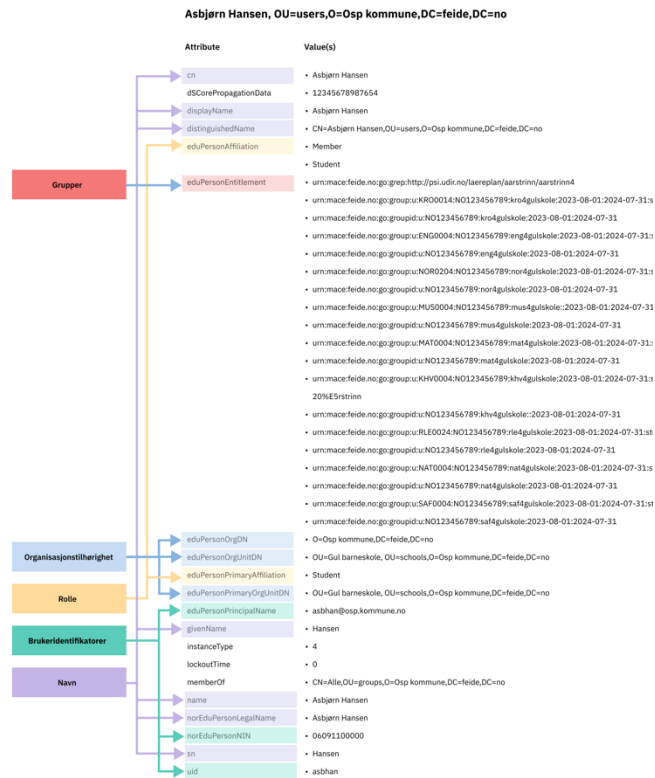 Asbjørn Hansen, OU=users,O=Osp kommune,DC=feide,DC=no
Attribute Value(s)
cn • Asbjørn Hansen
dSCorePropagationData • 12345678987654
displayName • Asbjørn Hansen
distinguishedName • CN=Asbjørn Hansen,OU=users,O=Osp kommune,DC=feide,DC=no
eduPersonAffiliation • Member
• Student
Grupper eduPersonEntitlement • urn:mace:feide.no:go:grep:http://psi.udir.no/laereplan/aarstrinn/aarstrinn4
• urn:mace:feide.no:go:group:u:KRO0014:NO123456789:kro4gulskole:2023-08-01:2024-07-31:s
• urn:mace:feide.no:go:groupid:u:NO123456789:kro4gulskole:2023-08-01:2024-07-31
• urn:mace:feide.no:go:group:u:ENG0004:NO123456789:eng4gulskole:2023-08-01:2024-07-31:s
• urn:mace:feide.no:go:groupid:u:NO123456789:eng4gulskole:2023-08-01:2024-07-31
• urn:mace:feide.no:go:group:u:NOR0204:NO123456789:nor4gulskole:2023-08-01:2024-07-31:s
• urn:mace:feide.no:go:groupid:u:NO123456789:nor4gulskole:2023-08-01:2024-07-31
• urn:mace:feide.no:go:group:u:MUS0004:NO123456789:mus4gulskole::2023-08-01:2024-07-31
• urn:mace:feide.no:go:groupid:u:NO123456789:mus4gulskole:2023-08-01:2024-07-31
• urn:mace:feide.no:go:group:u:MAT0004:NO123456789:mat4gulskole:2023-08-01:2024-07-31:
• urn:mace:feide.no:go:groupid:u:NO123456789:mat4gulskole:2023-08-01:2024-07-31
• urn:mace:feide.no:go:group:u:KHV0004:NO123456789:khv4gulskole:2023-08-01:2024-07-31:s
20%E5rstrinn
• urn:mace:feide.no:go:groupid:u:NO123456789:khv4gulskole::2023-08-01:2024-07-31
• urn:mace:feide.no:go:group:u:RLE0024:NO123456789:rle4gulskole:2023-08-01:2024-07-31:stu
• urn:mace:feide.no:go:groupid:u:NO123456789:rle4gulskole:2023-08-01:2024-07-31
• urn:mace:feide.no:go:group:u:NAT0004:NO123456789:nat4gulskole:2023-08-01:2024-07-31:s
• urn:mace:feide.no:go:groupid:u:NO123456789:nat4gulskole:2023-08-01:2024-07-31
• urn:mace:feide.no:go:group:u:SAF0004:NO123456789:saf4gulskole:2023-08-01:2024-07-31:st
• urn:mace:feide.no:go:groupid:u:NO123456789:saf4gulskole:2023-08-01:2024-07-31
eduPersonOrgDN • O=Osp kommune,DC=feide,DC=no
Organisasjonstilhørighet eduPersonOrgUnitDN • OU=Gul barneskole, OU=schools,O=Osp kommune,DC=feide,DC=no
eduPersonPrimaryAffiliation • Student
Rolle eduPersonPrimaryOrgUnitDN • OU=Gul barneskole, OU=schools,O=Osp kommune,DC=feide,DC=no
eduPersonPrincipalName • asbhan@osp.kommune.no
Brukeridentifikatorer givenName • Hansen
instanceType • 4
lockoutTime • 0
Navn memberOf • CN=Alle,OU=groups,O=Osp kommune,DC=feide,DC=no
name • Asbjørn Hansen
norEduPersonLegalName • Asbjørn Hansen
norEduPersonNIN • 06091100000
sn • Hansen
uid • asbhan